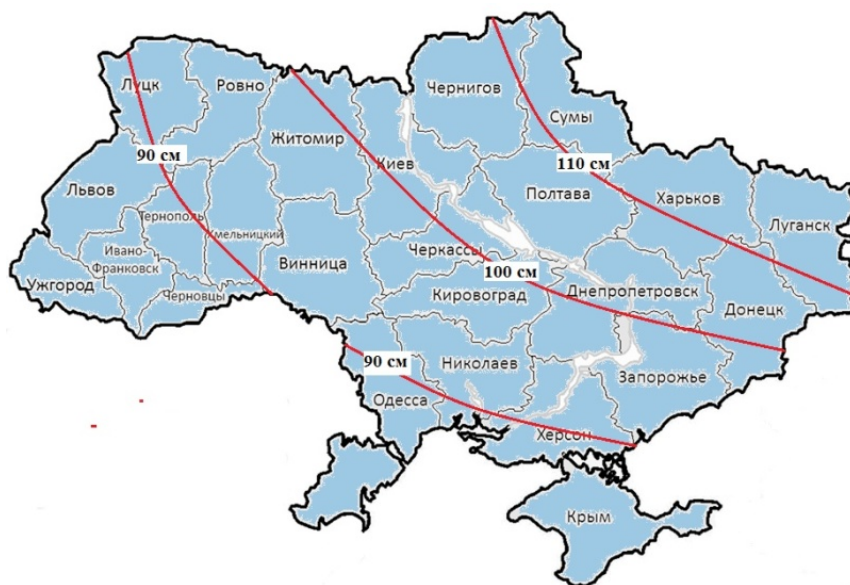 Чернигов
Луцк
Ровно
Сумы
Житомир
90 см
Киев
110 см
Львов
Полтава
Харьков
Тернополь
Луганск
Хмельницкий
Ивано-
Франковск
Черкассы
Винница
100 см
Ужгород
Черновцы
Кировоград
Днепропетровск
Донецк
90 см
Николаев
Запорожье
Одесса
Херсон
Крым